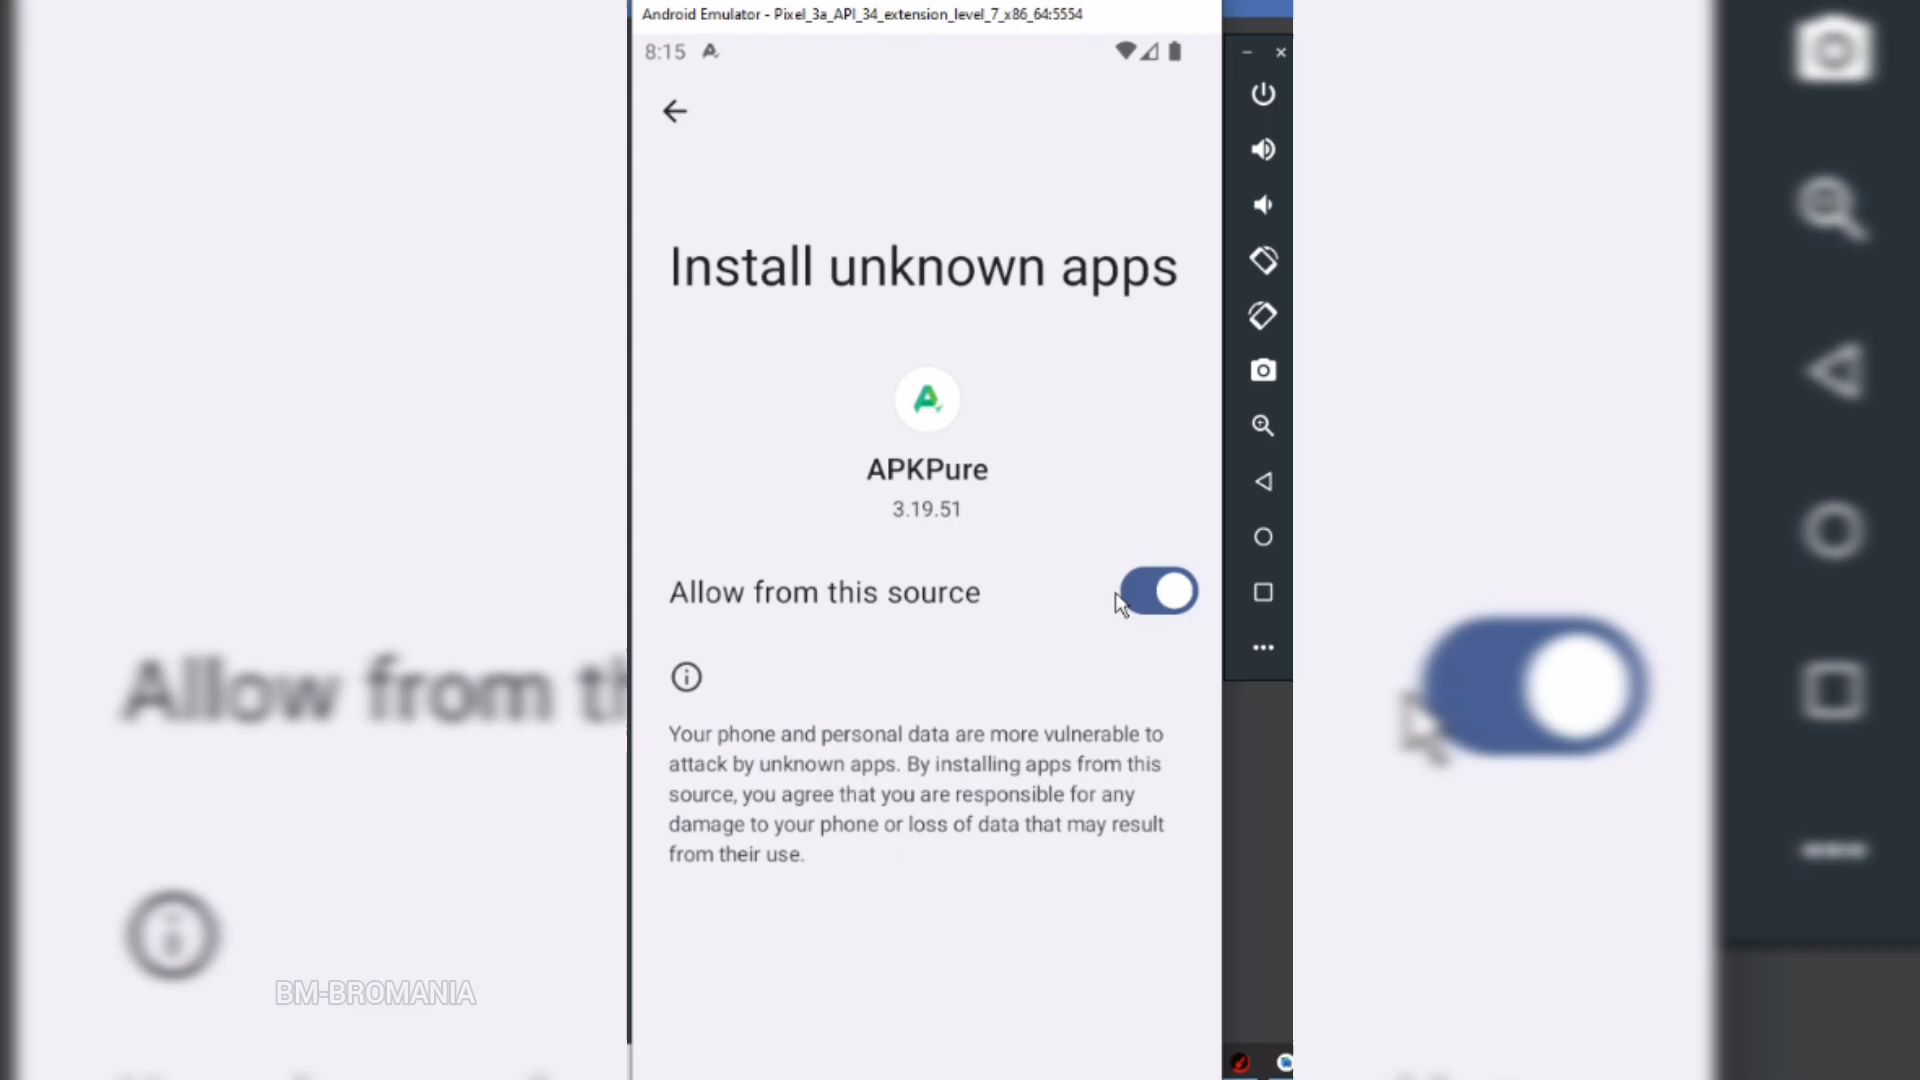 Android Emulator - Pixel_3a_API_34_extension_level_7_x86_64:5554
8:15
Install unknown apps
APKPure
3.19.51
Allow from this source
Your phone and personal data are more vulnerable to
attack by unknown apps. By installing apps from this
source, you agree that you are responsible for any
damage to your phone or loss of data that may result
from their use.
Allow from th
BM-BROMANIA